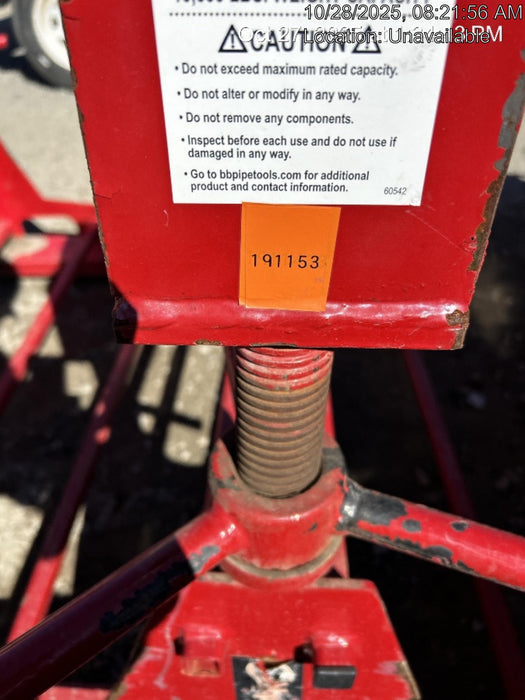 10/28/2025, 08:21:56 AM
Location: Unavailable
CAUTION
• Do not exceed maximum rated capacity.
• Do not alter or modify in any way.
• Do not remove any components.
• Inspect before each use and do not use if
damaged in any way.
• Go to bbpipetools.com for additional
product and contact information.
60542
191153